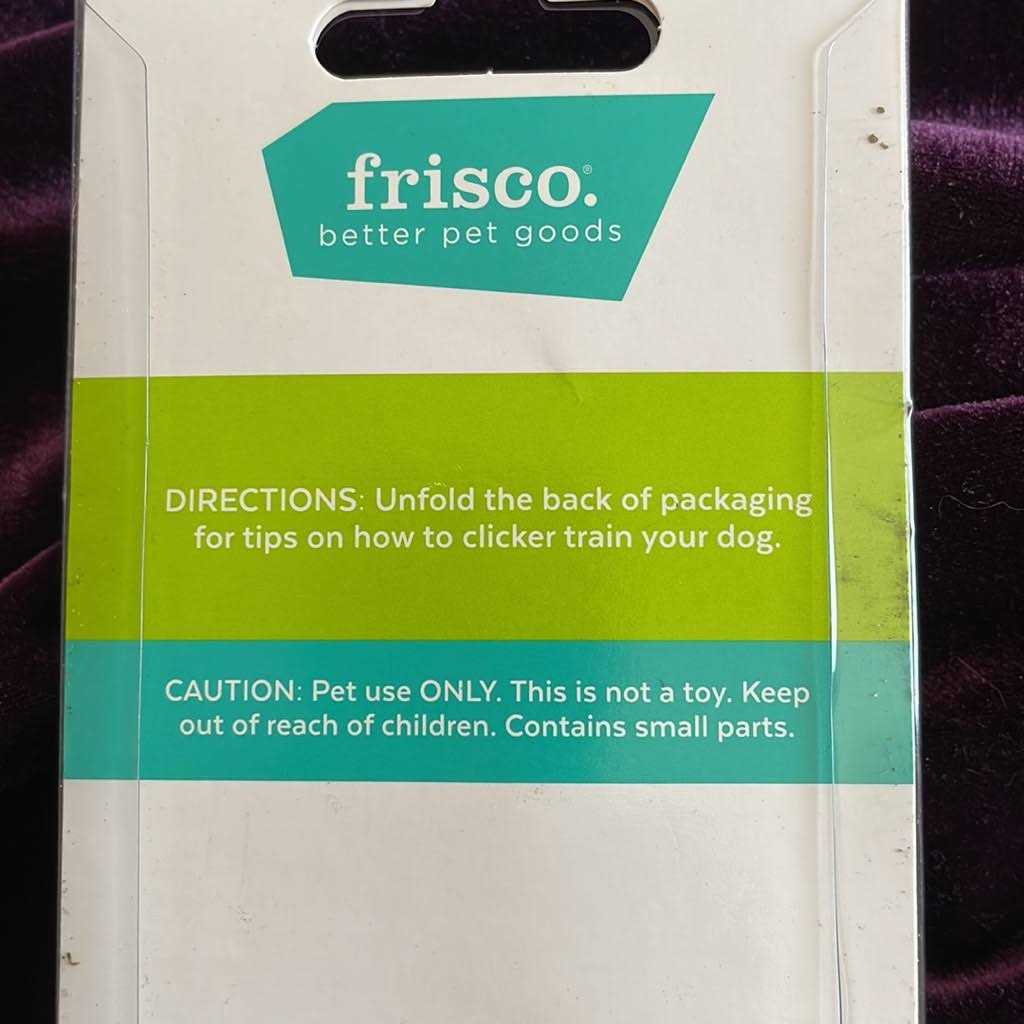 frisco.®
better pet goods
DIRECTIONS: Unfold the back of packaging
for tips on how to clicker train your dog.
CAUTION: Pet use ONLY. This is not a toy. Keep
out of reach of children. Contains small parts.